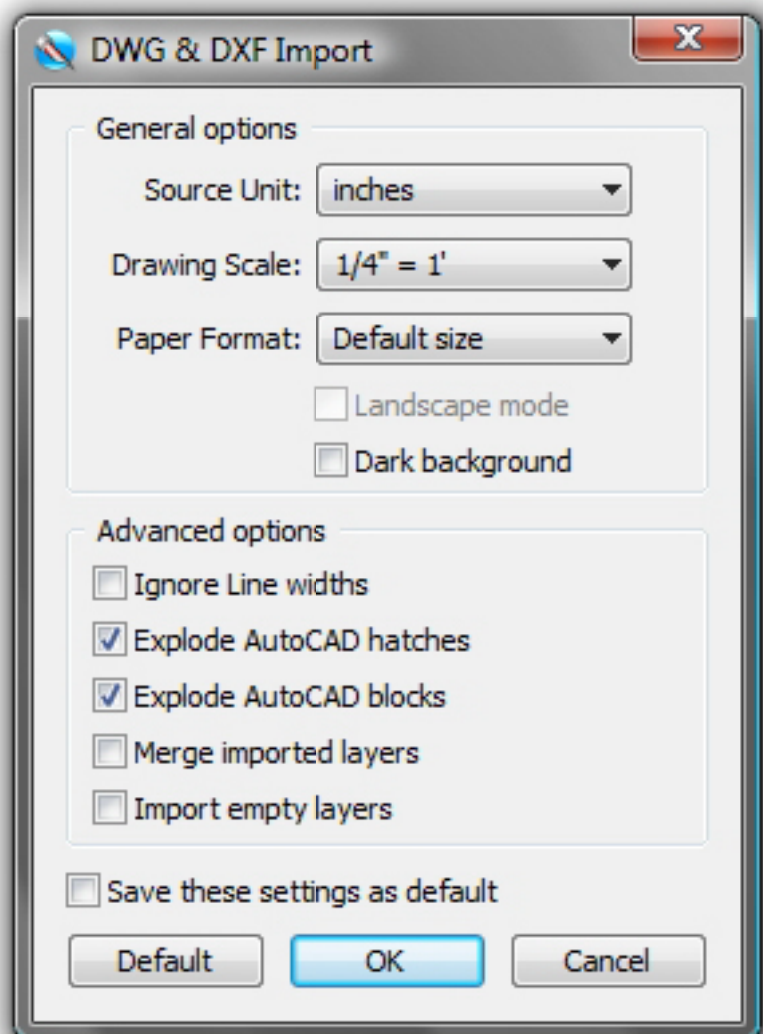 DWG & DXF Import
General options
Source Unit: inches
Drawing Scale: 1/4" = 1'
Paper Format: Default size
Landscape mode
Dark background
Advanced options
Ignore Line widths
Explode AutoCAD hatches
Explode AutoCAD blocks
Merge imported layers
Import empty layers
Save these settings as default
Default OK Cancel